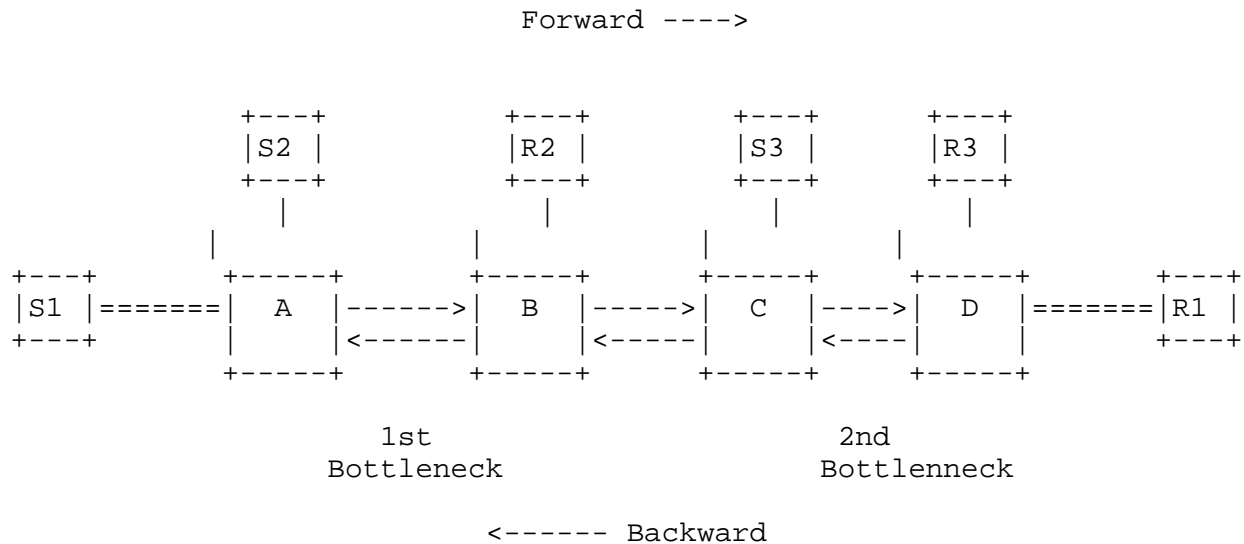 Forward ---->
S2 R2 S3 R3
S1 A B C D R1
1st 2nd
Bottleneck Bottlenneck
<------ Backward